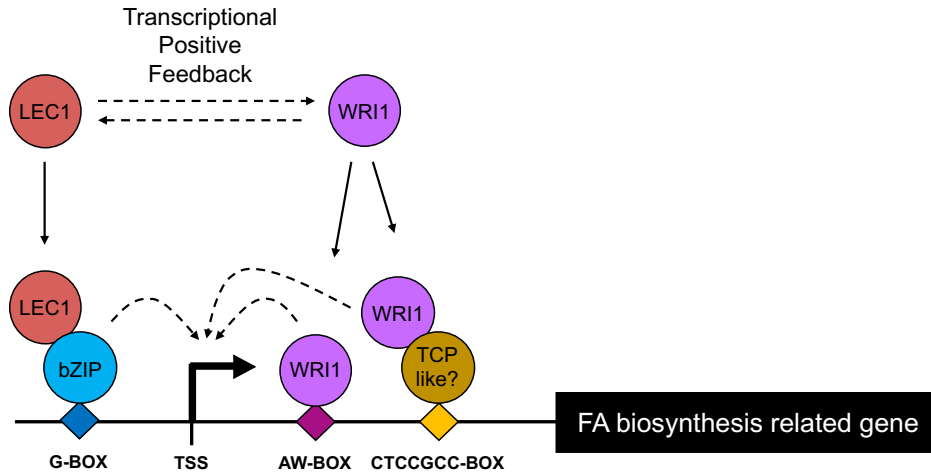 Transcriptional
Positive
Feedback
LEC1
WRI1
LEC1
WRI1
bZIP
WRI1
TCP
like?
FA biosynthesis related gene
G-BOX
TSS
AW-BOX
CTCCGCC-BOX